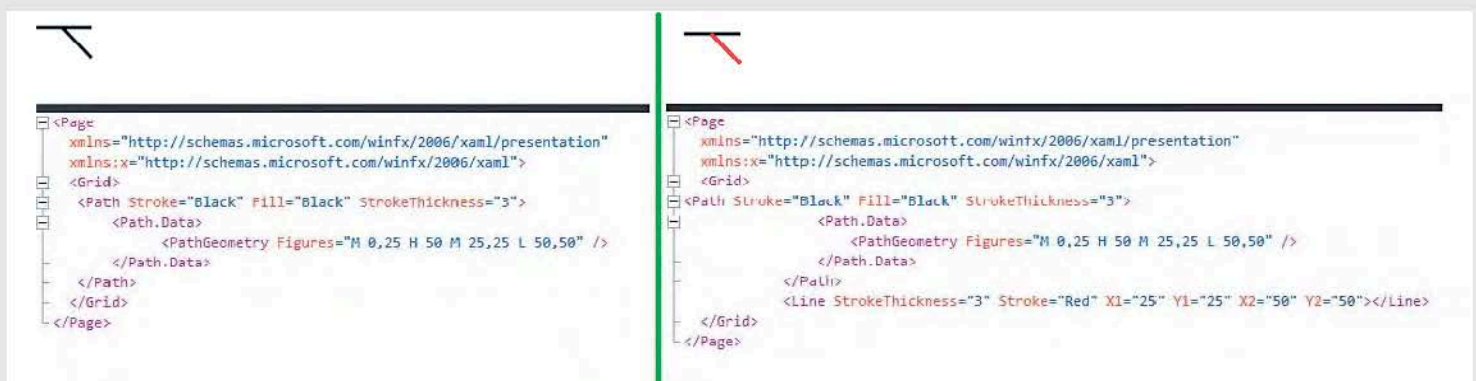 <Page
xmlns="http://schemas.microsoft.com/winfx/2006/xaml/presentation"
xmlns:x="http://schemas.microsoft.com/winfx/2006/xaml">
<Grid>
<Path Stroke="Black" Fill="Black" StrokeThickness="3">
<Path.Data>
<PathGeometry Figures="M 0,25 H 50 M 25,25 L 50,50" />
</Path.Data>
</Path>
</Grid>
</Page>
<Page
xmlns="http://schemas.microsoft.com/winfx/2006/xaml/presentation"
xmlns:x="http://schemas.microsoft.com/winfx/2006/xaml">
<Grid>
<Path Stroke="Black" Fill="Black" StrokeThickness="3">
<Path.Data>
<PathGeometry Figures="M 0,25 H 50 M 25,25 L 50,50" />
</Path.Data>
</Path>
<Line StrokeThickness="3" Stroke="Red" X1="25" Y1="25" X2="50" Y2="50"></Line>
</Grid>
</Page>